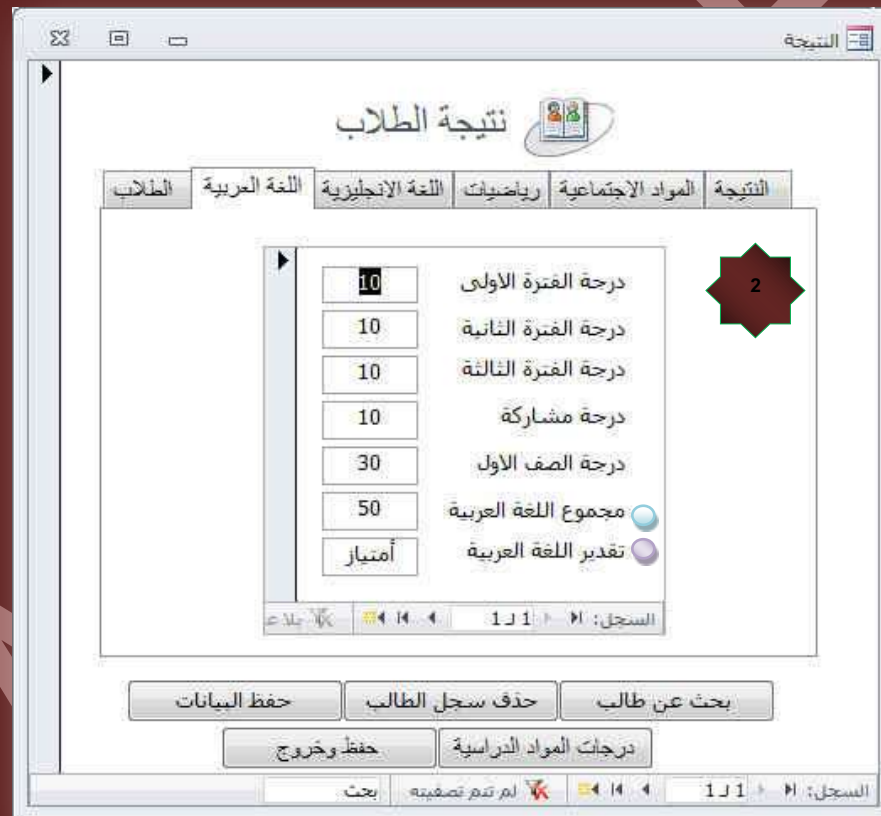 النتيجة
نتيجة الطلاب
الطلاب اللغة العربية اللغة الانجليزية رياضيات المواد الاجتماعية النتيجة
2
درجة الفترة الاولى 10
درجة الفترة الثانية 10
درجة الفترة الثالثة 10
درجة مشاركة 10
درجة الصف الاول 30
مجموع اللغة العربية 50
تقدير اللغة العربية أمتياز
السجل: 1 لـ 1
بحث عن طالب حذف سجل الطالب حفظ البيانات
درجات المواد الدراسية حفظ وخروج
السجل: 1 لـ 1 لم تتم تصفيته بحث